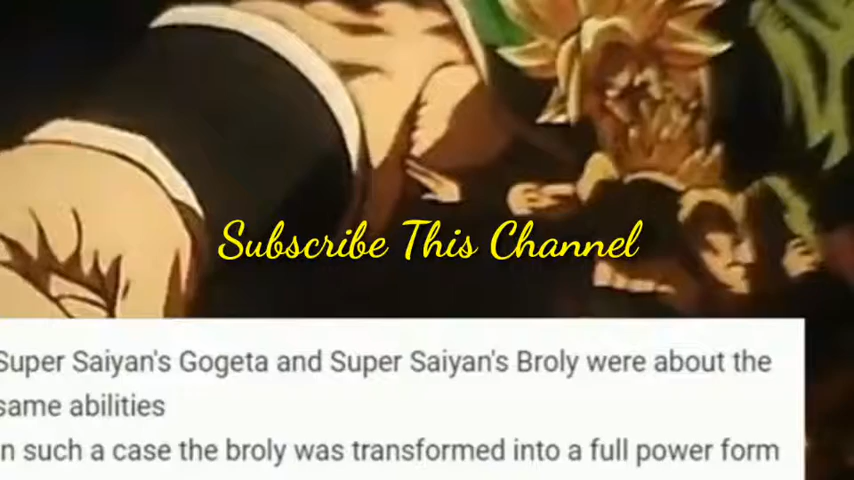 Subscribe This Channel
Super Saiyan's Gogeta and Super Saiyan's Broly were about the
same abilities
n such a case the broly was transformed into a full power form